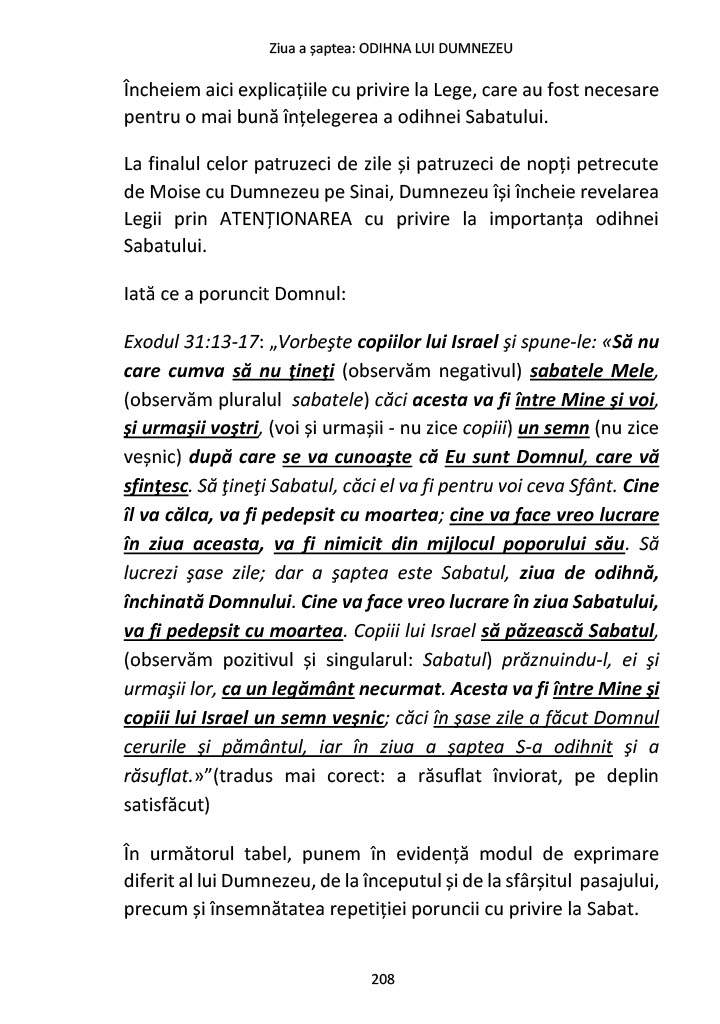 Ziua a șaptea: ODIHNA LUI DUMNEZEU
Încheiem aici explicațiile cu privire la Lege, care au fost necesare
pentru o mai bună înțelegerea a odihnei Sabatului.
La finalul celor patruzeci de zile și patruzeci de nopți petrecute
de Moise cu Dumnezeu pe Sinai, Dumnezeu își încheie revelarea
Legii prin ATENȚIONAREA cu privire la importanța odihnei
Sabatului.
Iată ce a poruncit Domnul:
Exodul 31:13-17: „Vorbeşte copiilor lui Israel şi spune-le: «Să nu
care cumva să nu ţineţi (observăm negativul) sabatele Mele,
(observăm pluralul sabatele) căci acesta va fi între Mine şi voi,
şi urmaşii voştri, (voi și urmașii - nu zice copiii) un semn (nu zice
veșnic) după care se va cunoaşte că Eu sunt Domnul, care vă
sfinţesc. Să ţineţi Sabatul, căci el va fi pentru voi ceva Sfânt. Cine
îl va călca, va fi pedepsit cu moartea; cine va face vreo lucrare
în ziua aceasta, va fi nimicit din mijlocul poporului său. Să
lucrezi şase zile; dar a şaptea este Sabatul, ziua de odihnă,
închinată Domnului. Cine va face vreo lucrare în ziua Sabatului,
va fi pedepsit cu moartea. Copiii lui Israel să păzească Sabatul,
(observăm pozitivul și singularul: Sabatul) prăznuindu-l, ei şi
urmaşii lor, ca un legământ necurmat. Acesta va fi între Mine şi
copiii lui Israel un semn veşnic; căci în şase zile a făcut Domnul
cerurile şi pământul, iar în ziua a şaptea S-a odihnit şi a
răsuflat.»”(tradus mai corect: a răsuflat înviorat, pe deplin
satisfăcut)
În următorul tabel, punem în evidență modul de exprimare
diferit al lui Dumnezeu, de la începutul și de la sfârșitul pasajului,
precum și însemnătatea repetiției poruncii cu privire la Sabat.
208